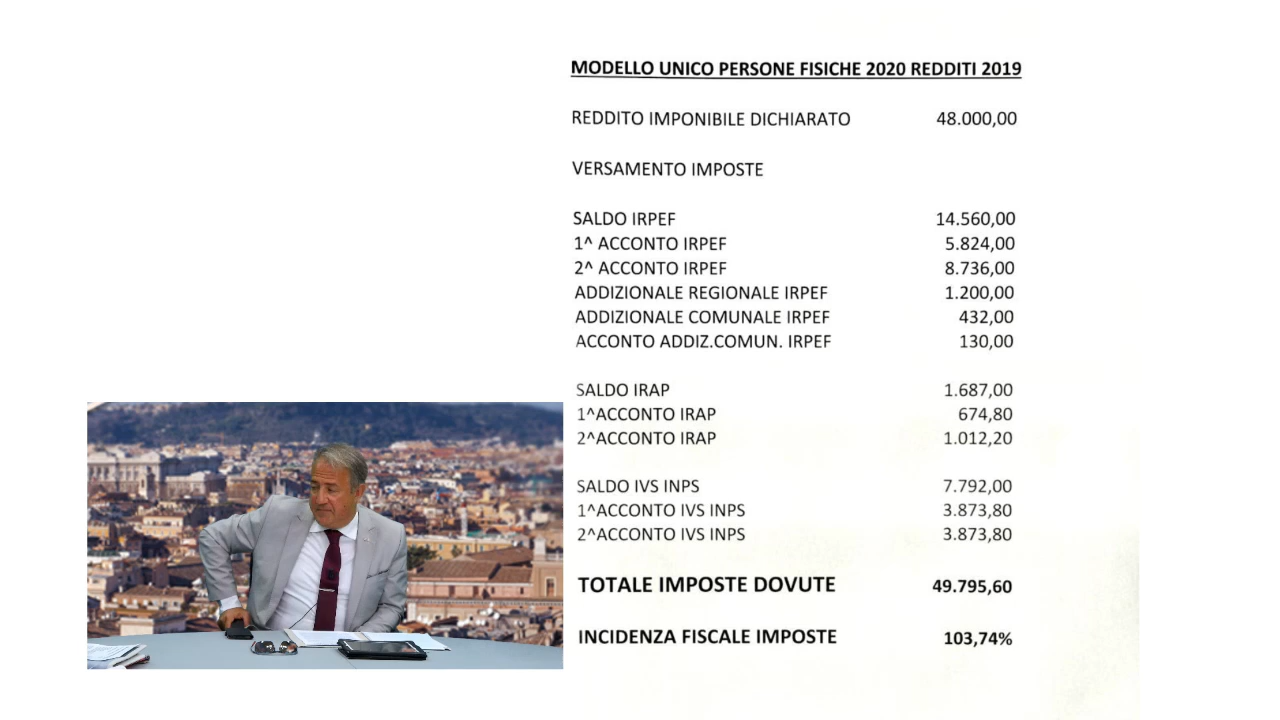 MODELLO UNICO PERSONE FISICHE 2020 REDDITI 2019
REDDITO IMPONIBILE DICHIARATO 48.000,00
VERSAMENTO IMPOSTE
SALDO IRPEF 14.560,00
1^ ACCONTO IRPEF 5.824,00
2^ ACCONTO IRPEF 8.736,00
ADDIZIONALE REGIONALE IRPEF 1.200,00
ADDIZIONALE COMUNALE IRPEF 432,00
ACCONTO ADDIZ.COMUN. IRPEF 130,00
SALDO IRAP 1.687,00
1^ACCONTO IRAP 674,80
2^ACCONTO IRAP 1.012,20
SALDO IVS INPS 7.792,00
1^ACCONTO IVS INPS 3.873,80
2^ACCONTO IVS INPS 3.873,80
TOTALE IMPOSTE DOVUTE 49.795,60
INCIDENZA FISCALE IMPOSTE 103,74%